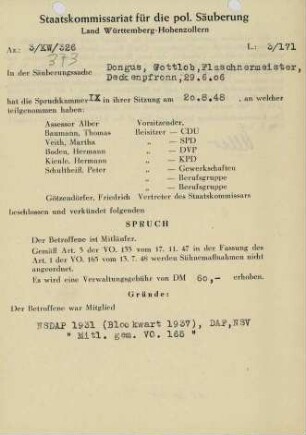 Staatskommissariat für die pol. Säuberung
Land Württemberg-Hohenzollern
Az.: 3/KW/326 L.: 3/171
373
In der Säuberungssache Dongus, Gottlob, Flaschnermeister,
Deckenpfronn, 29.6.06
hat die Spruchkammer IX in ihrer Sitzung am 20.8.48, an welcher
teilgenommen haben:
Assessor Alber Vorsitzender,
Baumann, Thomas Beisitzer — CDU
Veith, Martha „ — SPD
Boden, Hermann „ — DVP
Kienle, Hermann „ — KPD
Schultheiß, Peter „ — Gewerkschaften
„ — Berufsgruppe
„ — Berufsgruppe
Götzendörfer, Friedrich Vertreter des Staatskommissars
beschlossen und verkündet folgenden
SPRUCH
Der Betroffene ist Mitläufer.
Gemäß Art. 5 der VO. 133 vom 17. 11. 47 in der Fassung des
Art. 1 der VO. 165 vom 13. 7. 48 werden Sühnemaßnahmen nicht
angeordnet.
Es wird eine Verwaltungsgebühr von DM 60,— erhoben.
Gründe:
Der Betroffene war Mitglied
NSDAP 1931 (Blockwart 1937), DAF, NSV
" Mitl. gem. VO. 165 "